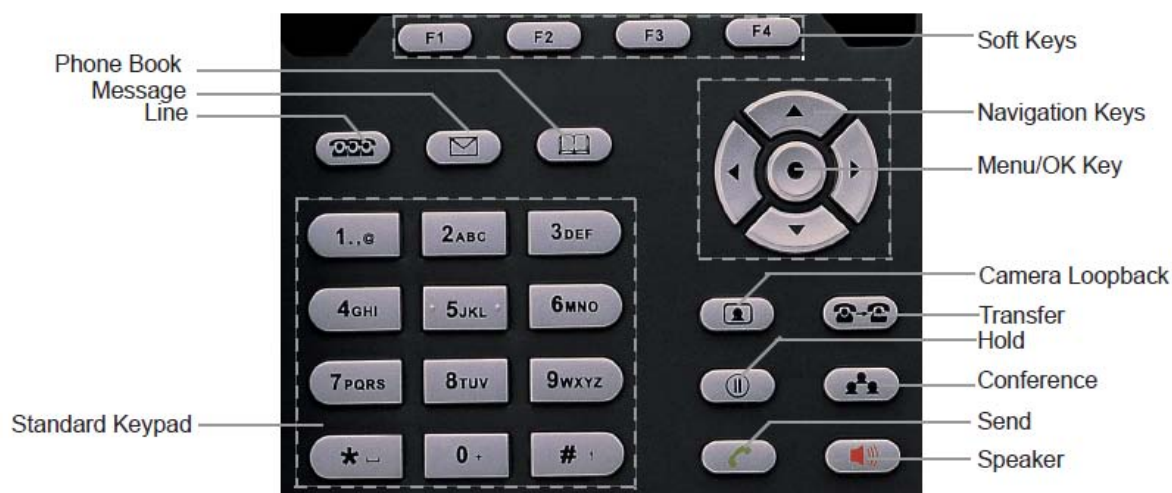 F1 F2 F3 F4
Soft Keys
Phone Book
Message
Line
Navigation Keys
Menu/OK Key
1.,@ 2ABC 3DEF
4GHI 5JKL 6MNO
7PQRS 8TUV 9WXYZ
* ⎵ 0+ #
Standard Keypad
Camera Loopback
Transfer
Hold
Conference
Send
Speaker